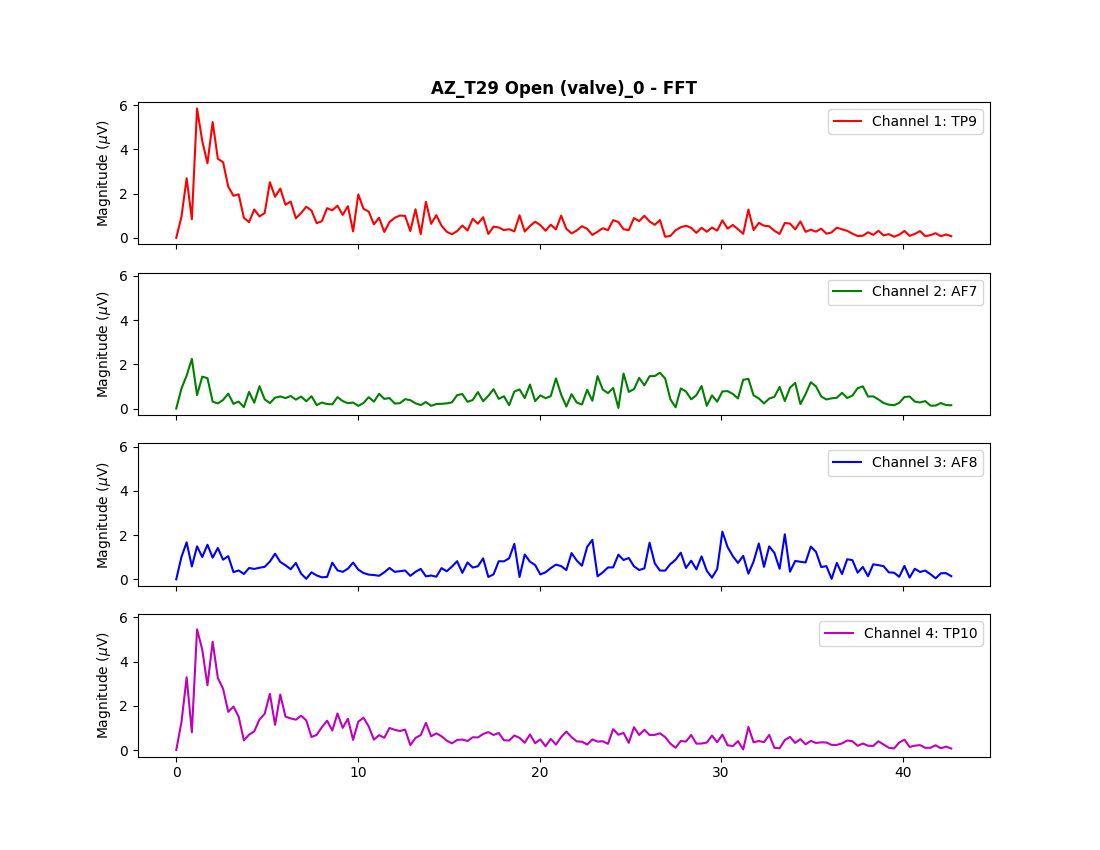 AZ_T29 Open (valve)_0 - FFT
6
4
2
0
Magnitude (μV)
Channel 1: TP9
6
4
2
0
Magnitude (μV)
Channel 2: AF7
6
4
2
0
Magnitude (μV)
Channel 3: AF8
6
4
2
0
Magnitude (μV)
Channel 4: TP10
0 10 20 30 40